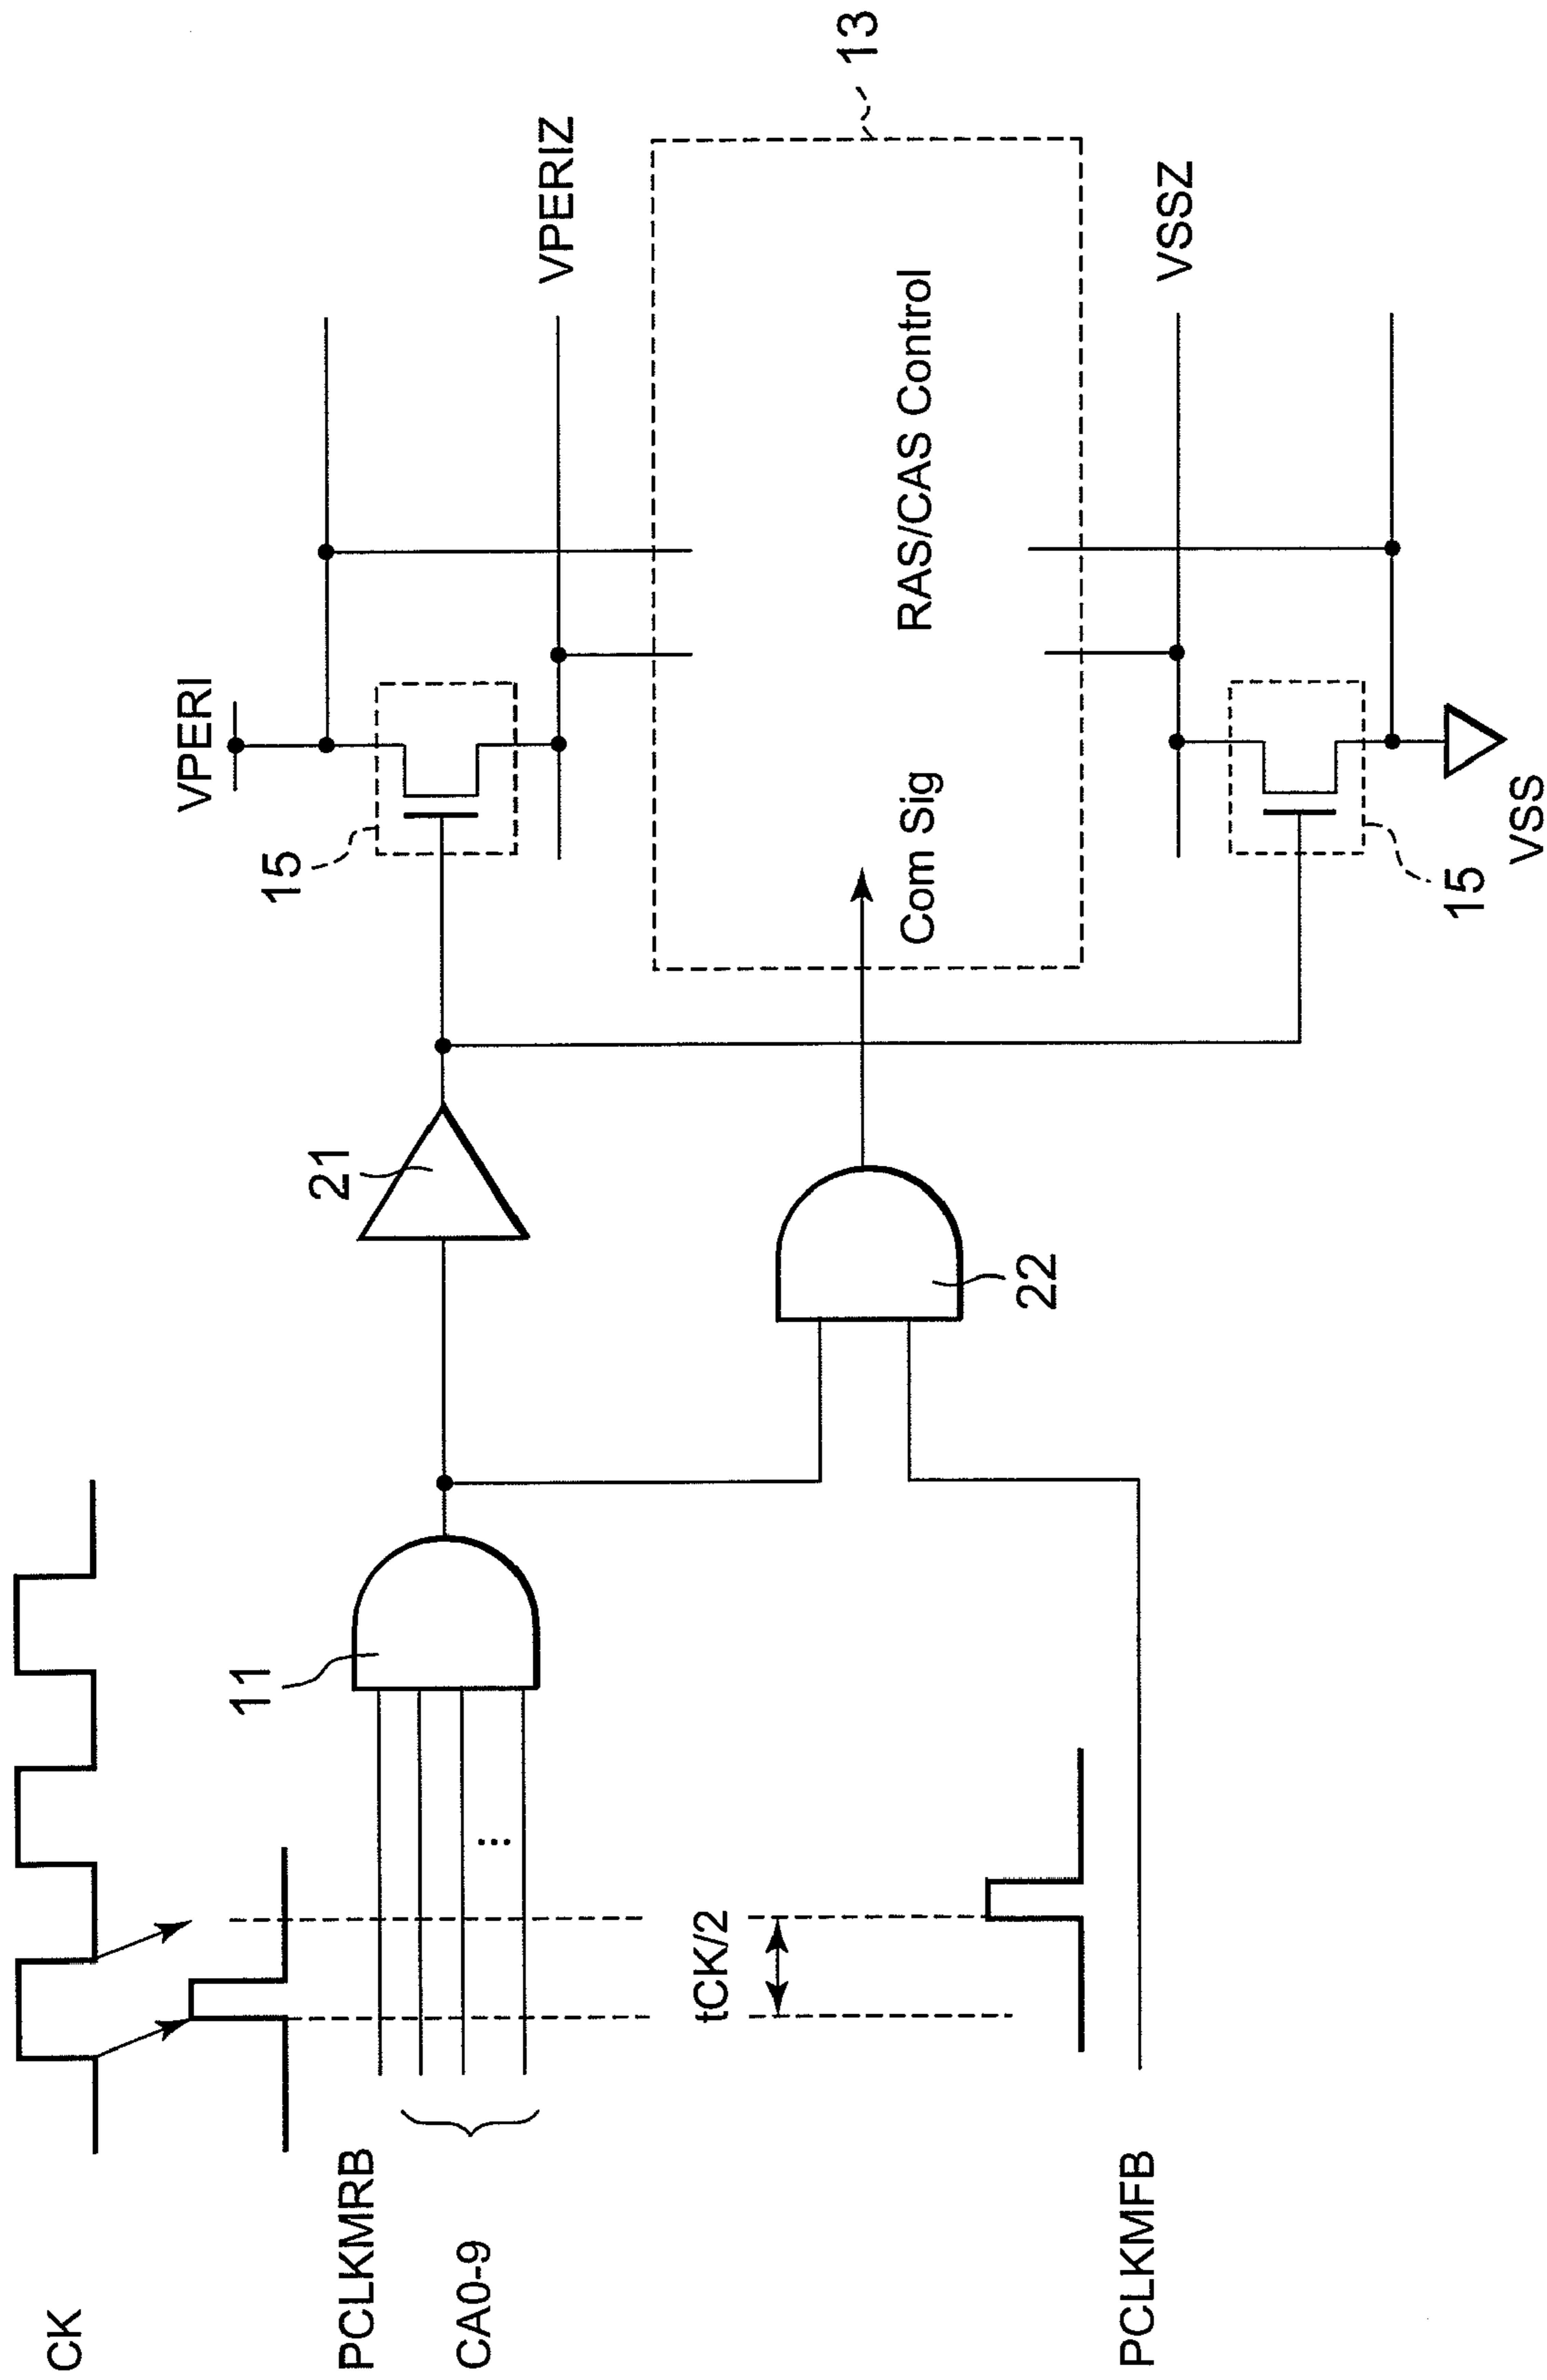 CK
PCLKMRB
CA0-9
...
11
21
15
VPERI
VPERIZ
13
RAS/CAS Control
Com Sig
22
tCK/2
PCLKMFB
VSSZ
15
VSS